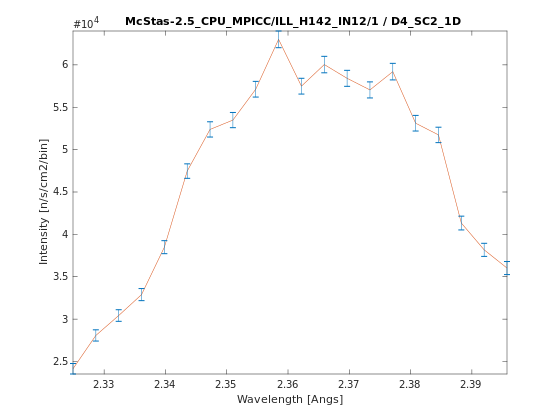 McStas-2.5_CPU_MPICC/ILL_H142_IN12/1 / D4_SC2_1D
#10^4
6
5.5
5
4.5
4
3.5
3
2.5
Intensity [n/s/cm2/bin]
2.33 2.34 2.35 2.36 2.37 2.38 2.39
Wavelength [Angs]